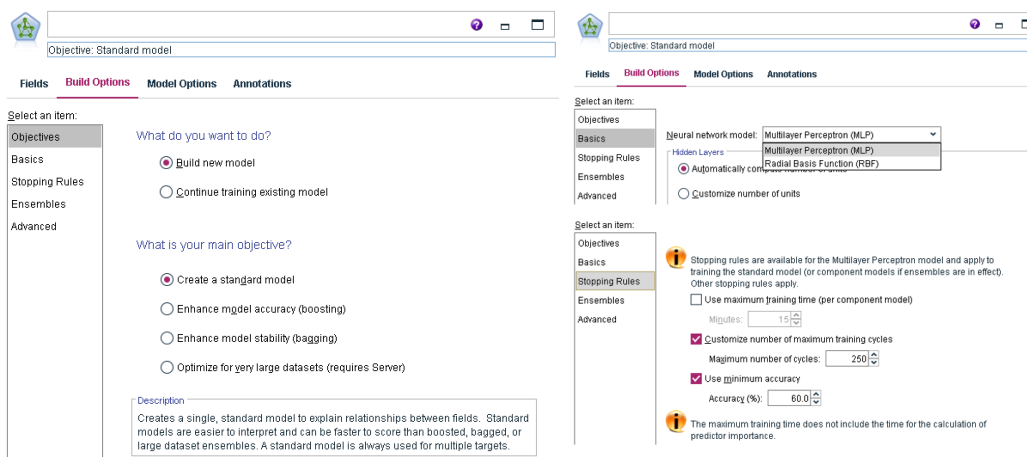 Objective: Standard model
Fields Build Options Model Options Annotations
Select an item:
Objectives
Basics
Stopping Rules
Ensembles
Advanced
What do you want to do?
Build new model
Continue training existing model
What is your main objective?
Create a standard model
Enhance model accuracy (boosting)
Enhance model stability (bagging)
Optimize for very large datasets (requires Server)
Description
Creates a single, standard model to explain relationships between fields. Standard
models are easier to interpret and can be faster to score than boosted, bagged, or
large dataset ensembles. A standard model is always used for multiple targets.
Objective: Standard model
Fields Build Options Model Options Annotations
Select an item:
Objectives
Basics
Stopping Rules
Ensembles
Advanced
Neural network model: Multilayer Perceptron (MLP)
Multilayer Perceptron (MLP)
Radial Basis Function (RBF)
Hidden Layers
Automatically compute number of units
Customize number of units
Select an item:
Objectives
Basics
Stopping Rules
Ensembles
Advanced
Stopping rules are available for the Multilayer Perceptron model and apply to
training the standard model (or component models if ensembles are in effect).
Other stopping rules apply.
Use maximum training time (per component model)
Minutes: 15
Customize number of maximum training cycles
Maximum number of cycles: 250
Use minimum accuracy
Accuracy (%): 60.0
The maximum training time does not include the time for the calculation of
predictor importance.